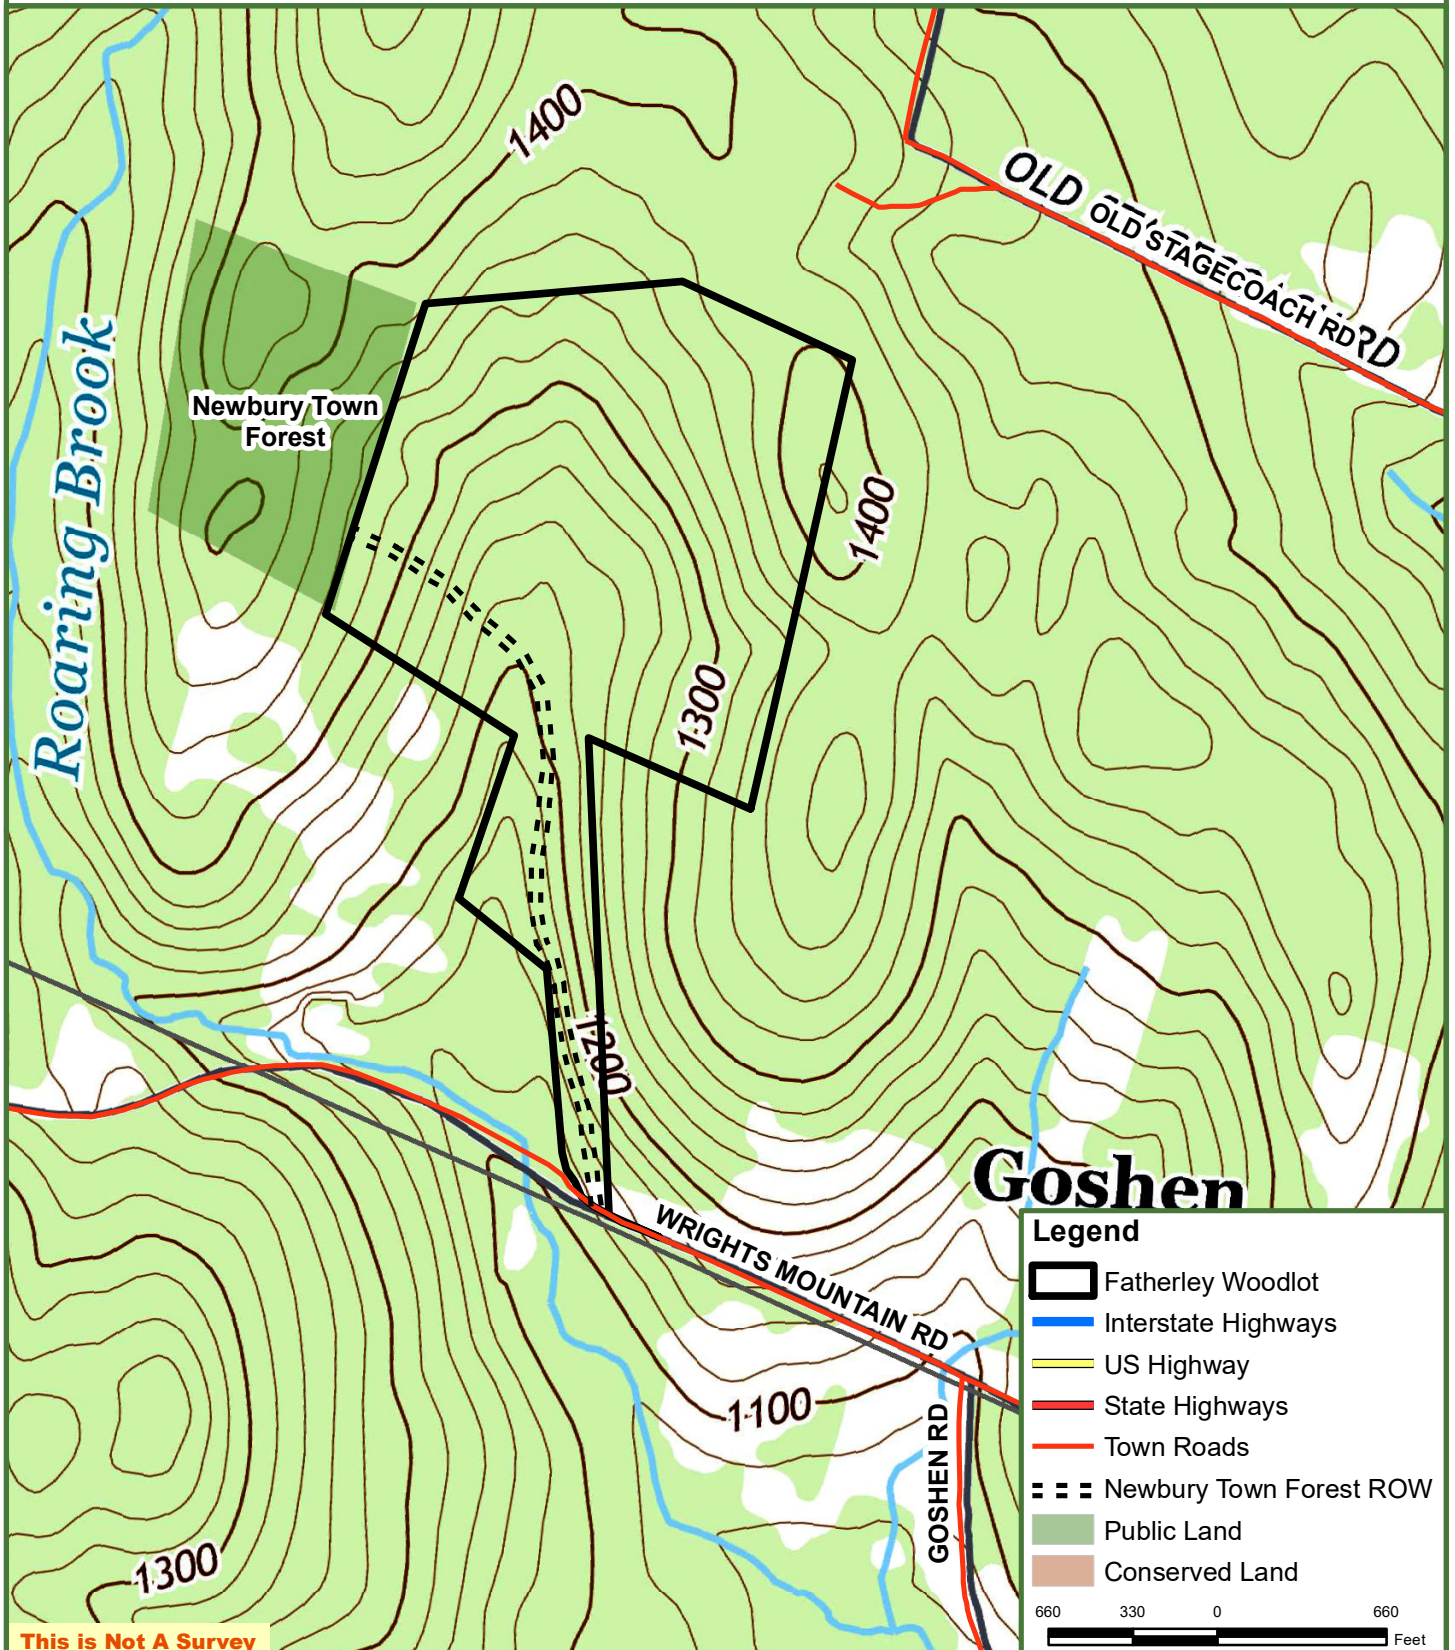 1400
OLD RD
OLD STAGECOACH RD
Newbury Town
Forest
Roaring Brook
1400
1300
1200
Goshen
WRIGHTS MOUNTAIN RD
1100
GOSHEN RD
1300
This is Not A Survey
Legend
Fatherley Woodlot
Interstate Highways
US Highway
State Highways
Town Roads
Newbury Town Forest ROW
Public Land
Conserved Land
660 330 0 660
Feet